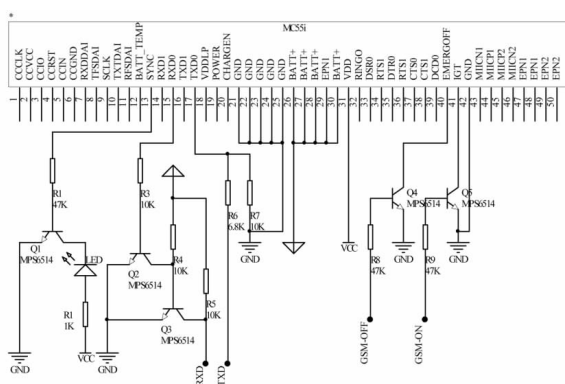 *
MC55i
CCCLK
CCVCC
CCIO
CCRST
CCIN
CCGND
RXDDAI
TFSDAI
SCLK
TXTDAI
RFSDAI
BATT_TEMP
SYNC
RXD1
RXD0
TXD1
TXD0
VDDLP
POWER
CHARGEN
GND
GND
GND
GND
GND
BATT+
BATT+
BATT+
EPN1
BATT+
VDD
RINGO
DSR0
RTS1
DTR0
RTS1
CTS0
CTS1
DCD0
EMERGOFF
IGT
GND
MIICN1
MIICP1
MIICP2
MIICN2
EPN1
EPN1
EPN2
EPN2
1
2
3
4
5
6
7
8
9
10
11
12
13
14
15
16
17
18
19
20
21
22
23
24
25
26
27
28
29
30
31
32
33
34
35
36
37
38
39
40
41
42
43
44
45
46
47
48
49
50
R1
47K
R3
10K
R6
6.8K
R7
10K
Q4
MPS6514
Q5
MPS6514
Q1
MPS6514
LED
Q2
MPS6514
R4
10K
GND
VCC
R8
47K
GND
R9
47K
GND
R1
1K
Q3
MPS6514
R5
10K
GND
VCC
GND
RXD
TXD
GSM-OFF
GSM-ON